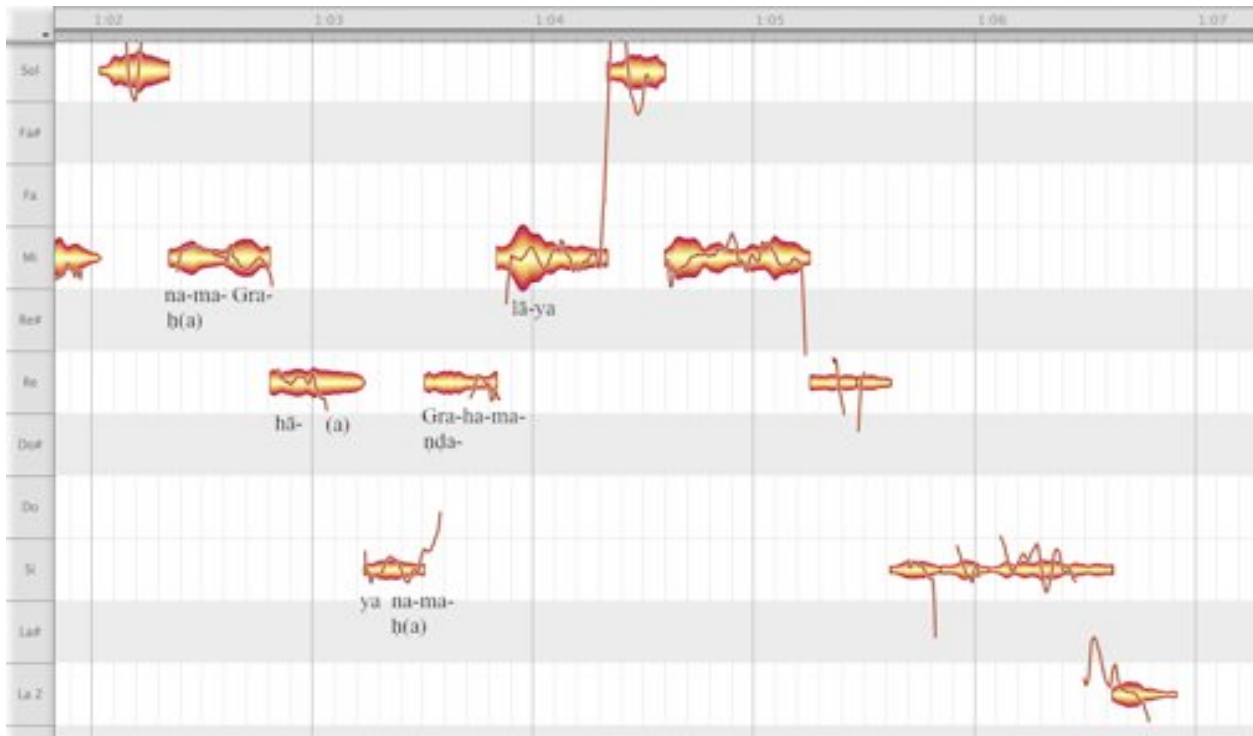 1:02 1:03 1:04 1:05 1:06 1:07
Sol
Fa#
Fa
Mi
na-ma- Gra-
ḥ(a)
lā-ya
Re#
Re
hā- (a)
Gra-ha-ma-
ṇḍa-
Do#
Do
Si
ya na-ma-
ḥ(a)
La#
La 2